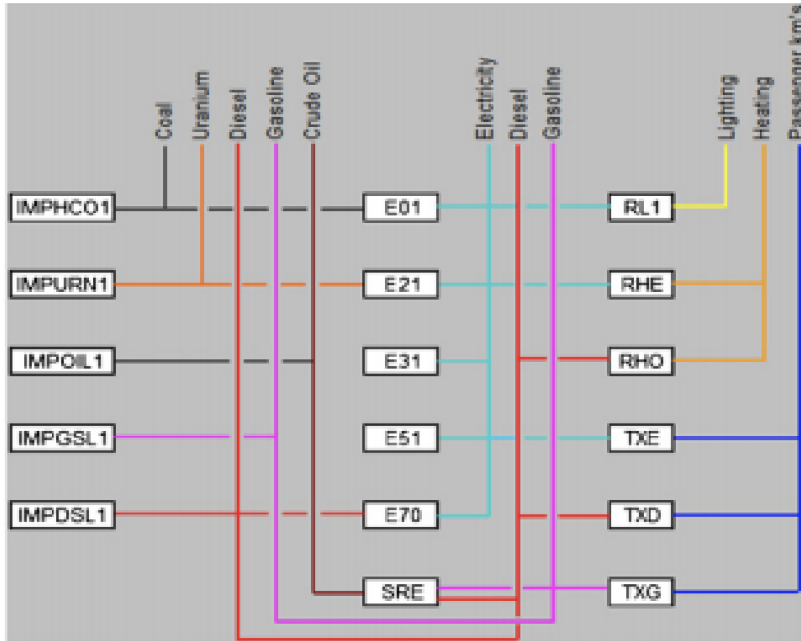 Coal
Uranium
Diesel
Gasoline
Crude Oil
Electricity
Diesel
Gasoline
Lighting
Heating
Passenger km's
IMPHCO1
E01
RL1
IMPURN1
E21
RHE
IMPOIL1
E31
RHO
IMPGSL1
E51
TXE
IMPDSL1
E70
TXD
SRE
TXG